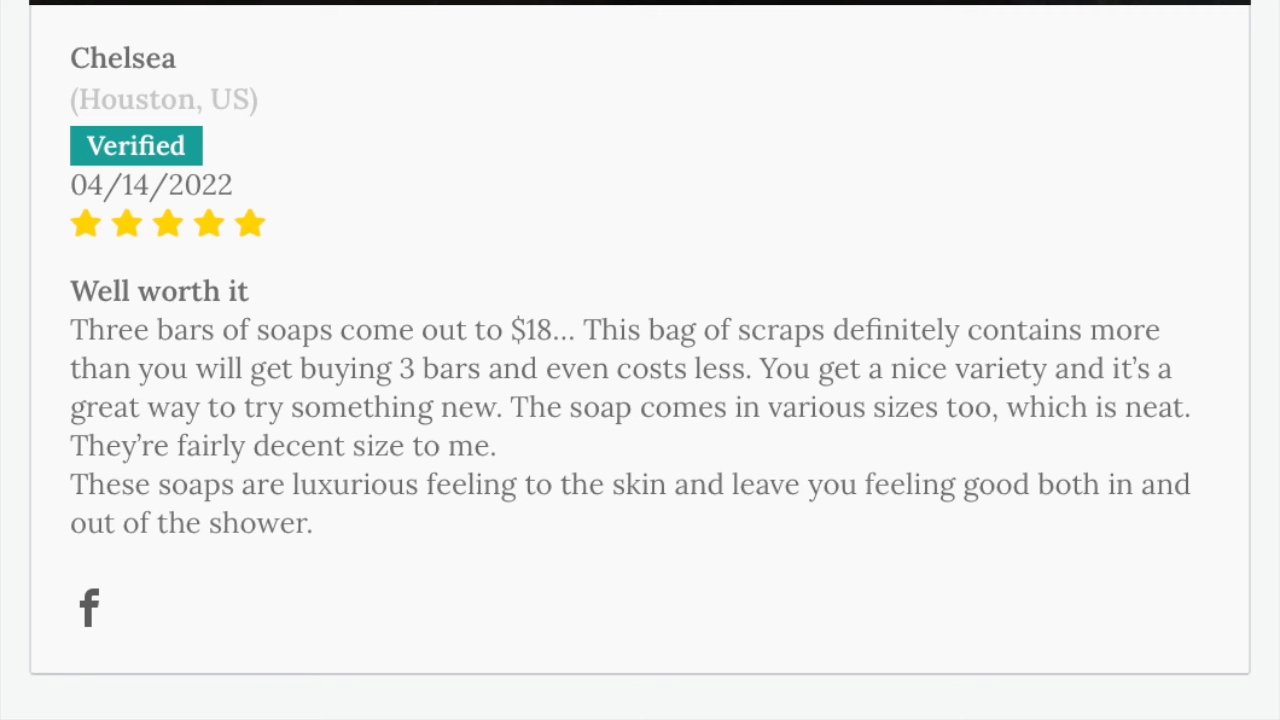 Chelsea
(Houston, US)
Verified
04/14/2022
Well worth it
Three bars of soaps come out to $18... This bag of scraps definitely contains more
than you will get buying 3 bars and even costs less. You get a nice variety and it’s a
great way to try something new. The soap comes in various sizes too, which is neat.
They’re fairly decent size to me.
These soaps are luxurious feeling to the skin and leave you feeling good both in and
out of the shower.